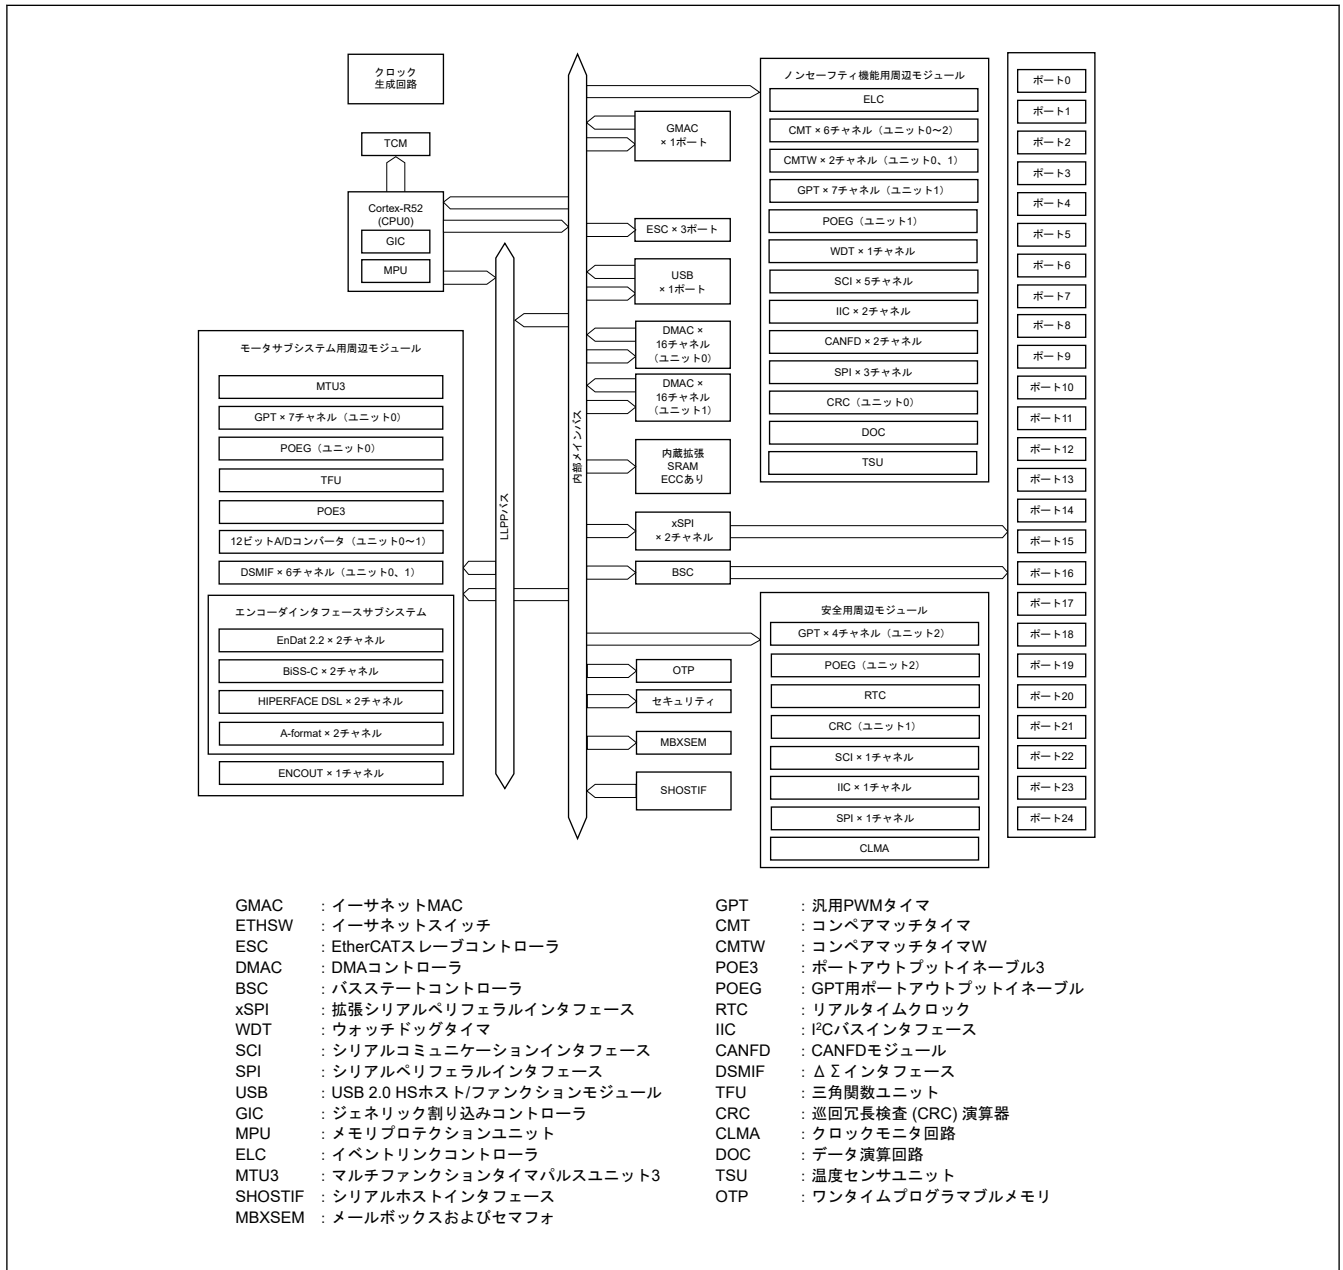 クロック
生成回路
TCM
Cortex-R52
(CPU0)
GIC
MPU
モータサブシステム用周辺モジュール
MTU3
GPT × 7チャネル（ユニット0）
POEG（ユニット0）
TFU
POE3
12ビットA/Dコンバータ（ユニット0～1）
DSMIF × 6チャネル（ユニット0、1）
エンコーダインタフェースサブシステム
EnDat 2.2 × 2チャネル
BiSS-C × 2チャネル
HIPERFACE DSL × 2チャネル
A-format × 2チャネル
ENCOUT × 1チャネル
LLPPバス
内部メインバス
GMAC
× 1ポート
ESC × 3ポート
USB
× 1ポート
DMAC ×
16チャネル
（ユニット0）
DMAC ×
16チャネル
（ユニット1）
内蔵拡張
SRAM
ECCあり
xSPI
× 2チャネル
BSC
OTP
セキュリティ
MBXSEM
SHOSTIF
ノンセーフティ機能用周辺モジュール
ELC
CMT × 6チャネル（ユニット0～2）
CMTW × 2チャネル（ユニット0、1）
GPT × 7チャネル（ユニット1）
POEG（ユニット1）
WDT × 1チャネル
SCI × 5チャネル
IIC × 2チャネル
CANFD × 2チャネル
SPI × 3チャネル
CRC（ユニット0）
DOC
TSU
安全用周辺モジュール
GPT × 4チャネル（ユニット2）
POEG（ユニット2）
RTC
CRC（ユニット1）
SCI × 1チャネル
IIC × 1チャネル
SPI × 1チャネル
CLMA
ポート0
ポート1
ポート2
ポート3
ポート4
ポート5
ポート6
ポート7
ポート8
ポート9
ポート10
ポート11
ポート12
ポート13
ポート14
ポート15
ポート16
ポート17
ポート18
ポート19
ポート20
ポート21
ポート22
ポート23
ポート24
GMAC : イーサネットMAC
ETHSW : イーサネットスイッチ
ESC : EtherCATスレーブコントローラ
DMAC : DMAコントローラ
BSC : バスステートコントローラ
xSPI : 拡張シリアルペリフェラルインタフェース
WDT : ウォッチドッグタイマ
SCI : シリアルコミュニケーションインタフェース
SPI : シリアルペリフェラルインタフェース
USB : USB 2.0 HSホスト/ファンクションモジュール
GIC : ジェネリック割り込みコントローラ
MPU : メモリプロテクションユニット
ELC : イベントリンクコントローラ
MTU3 : マルチファンクションタイマパルスユニット3
SHOSTIF : シリアルホストインタフェース
MBXSEM : メールボックスおよびセマフォ
GPT : 汎用PWMタイマ
CMT : コンペアマッチタイマ
CMTW : コンペアマッチタイマW
POE3 : ポートアウトプットイネーブル3
POEG : GPT用ポートアウトプットイネーブル
RTC : リアルタイムクロック
IIC : I²Cバスインタフェース
CANFD : CANFDモジュール
DSMIF : ΔΣインタフェース
TFU : 三角関数ユニット
CRC : 巡回冗長検査 (CRC) 演算器
CLMA : クロックモニタ回路
DOC : データ演算回路
TSU : 温度センサユニット
OTP : ワンタイムプログラマブルメモリ